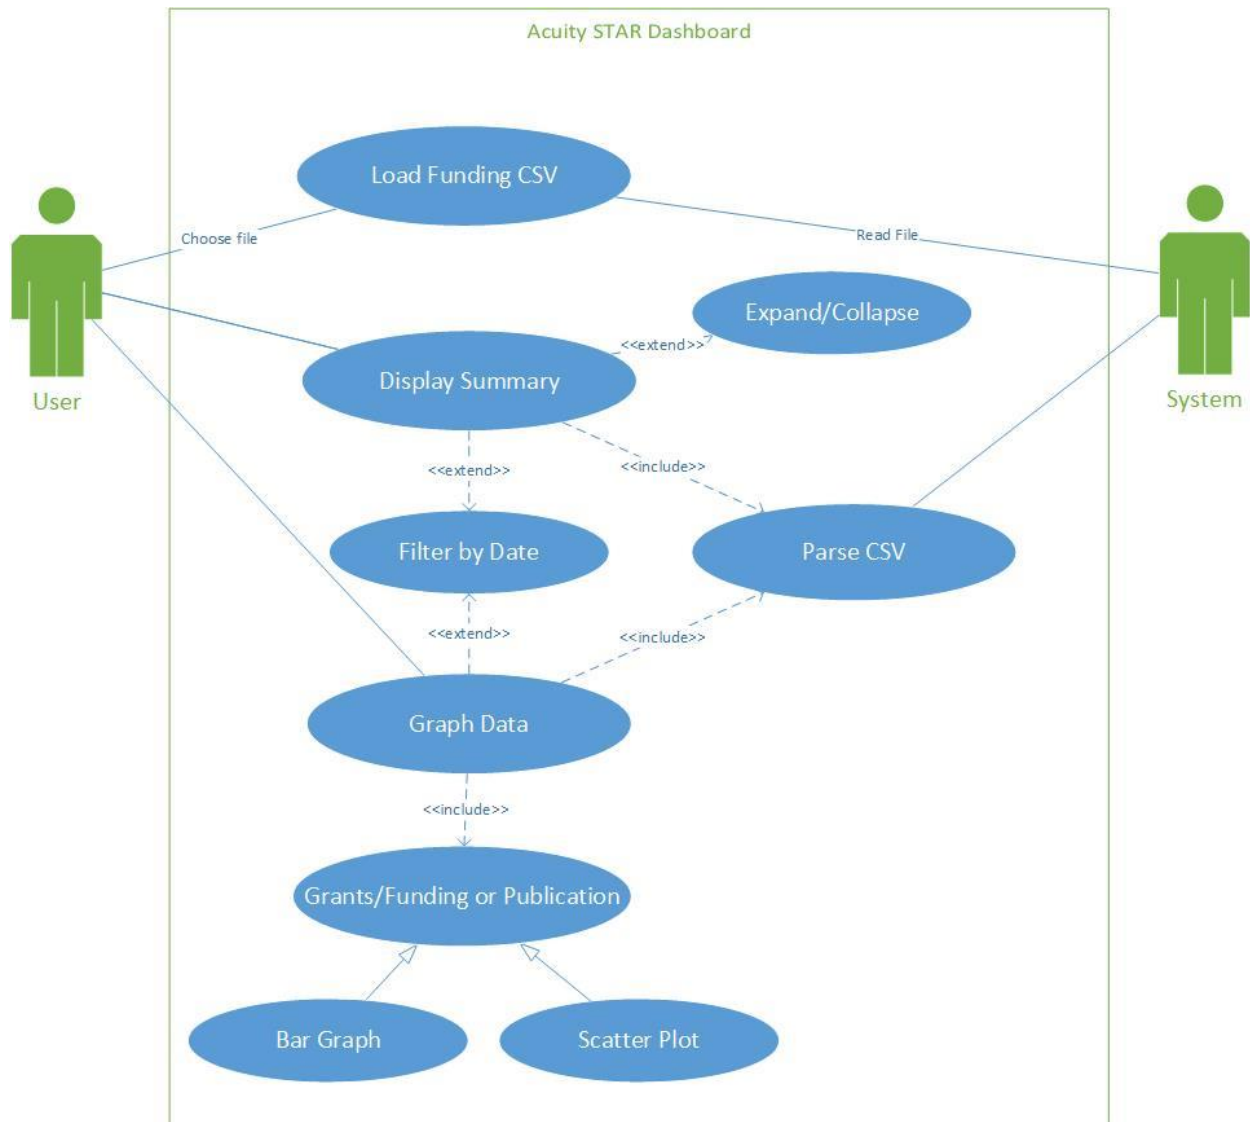 Acuity STAR Dashboard
Load Funding CSV
Choose file
Read File
Expand/Collapse
<<extend>>
Display Summary
User
System
<<extend>>
<<include>>
Filter by Date
Parse CSV
<<extend>>
<<include>>
Graph Data
<<include>>
Grants/Funding or Publication
Bar Graph
Scatter Plot